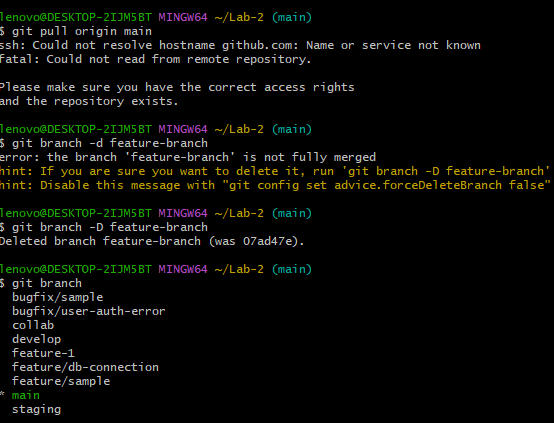 lenovo@DESKTOP-2IJM5BT MINGW64 ~/Lab-2 (main)
$ git pull origin main
ssh: Could not resolve hostname github.com: Name or service not known
fatal: Could not read from remote repository.
Please make sure you have the correct access rights
and the repository exists.
lenovo@DESKTOP-2IJM5BT MINGW64 ~/Lab-2 (main)
$ git branch -d feature-branch
error: the branch 'feature-branch' is not fully merged
hint: If you are sure you want to delete it, run 'git branch -D feature-branch'
hint: Disable this message with "git config set advice.forceDeleteBranch false"
lenovo@DESKTOP-2IJM5BT MINGW64 ~/Lab-2 (main)
$ git branch -D feature-branch
Deleted branch feature-branch (was 07ad47e).
lenovo@DESKTOP-2IJM5BT MINGW64 ~/Lab-2 (main)
$ git branch
bugfix/sample
bugfix/user-auth-error
collab
develop
feature-1
feature/db-connection
feature/sample
* main
staging